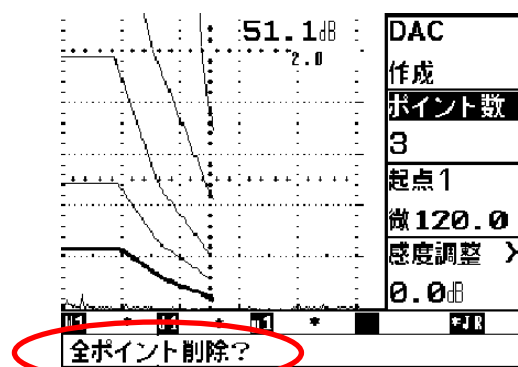 51.1dB
2.0
DAC
作成
ポイント数
3
起点1
微120.0
感度調整 >
0.0dB
* * *
*JR
全ポイント削除?